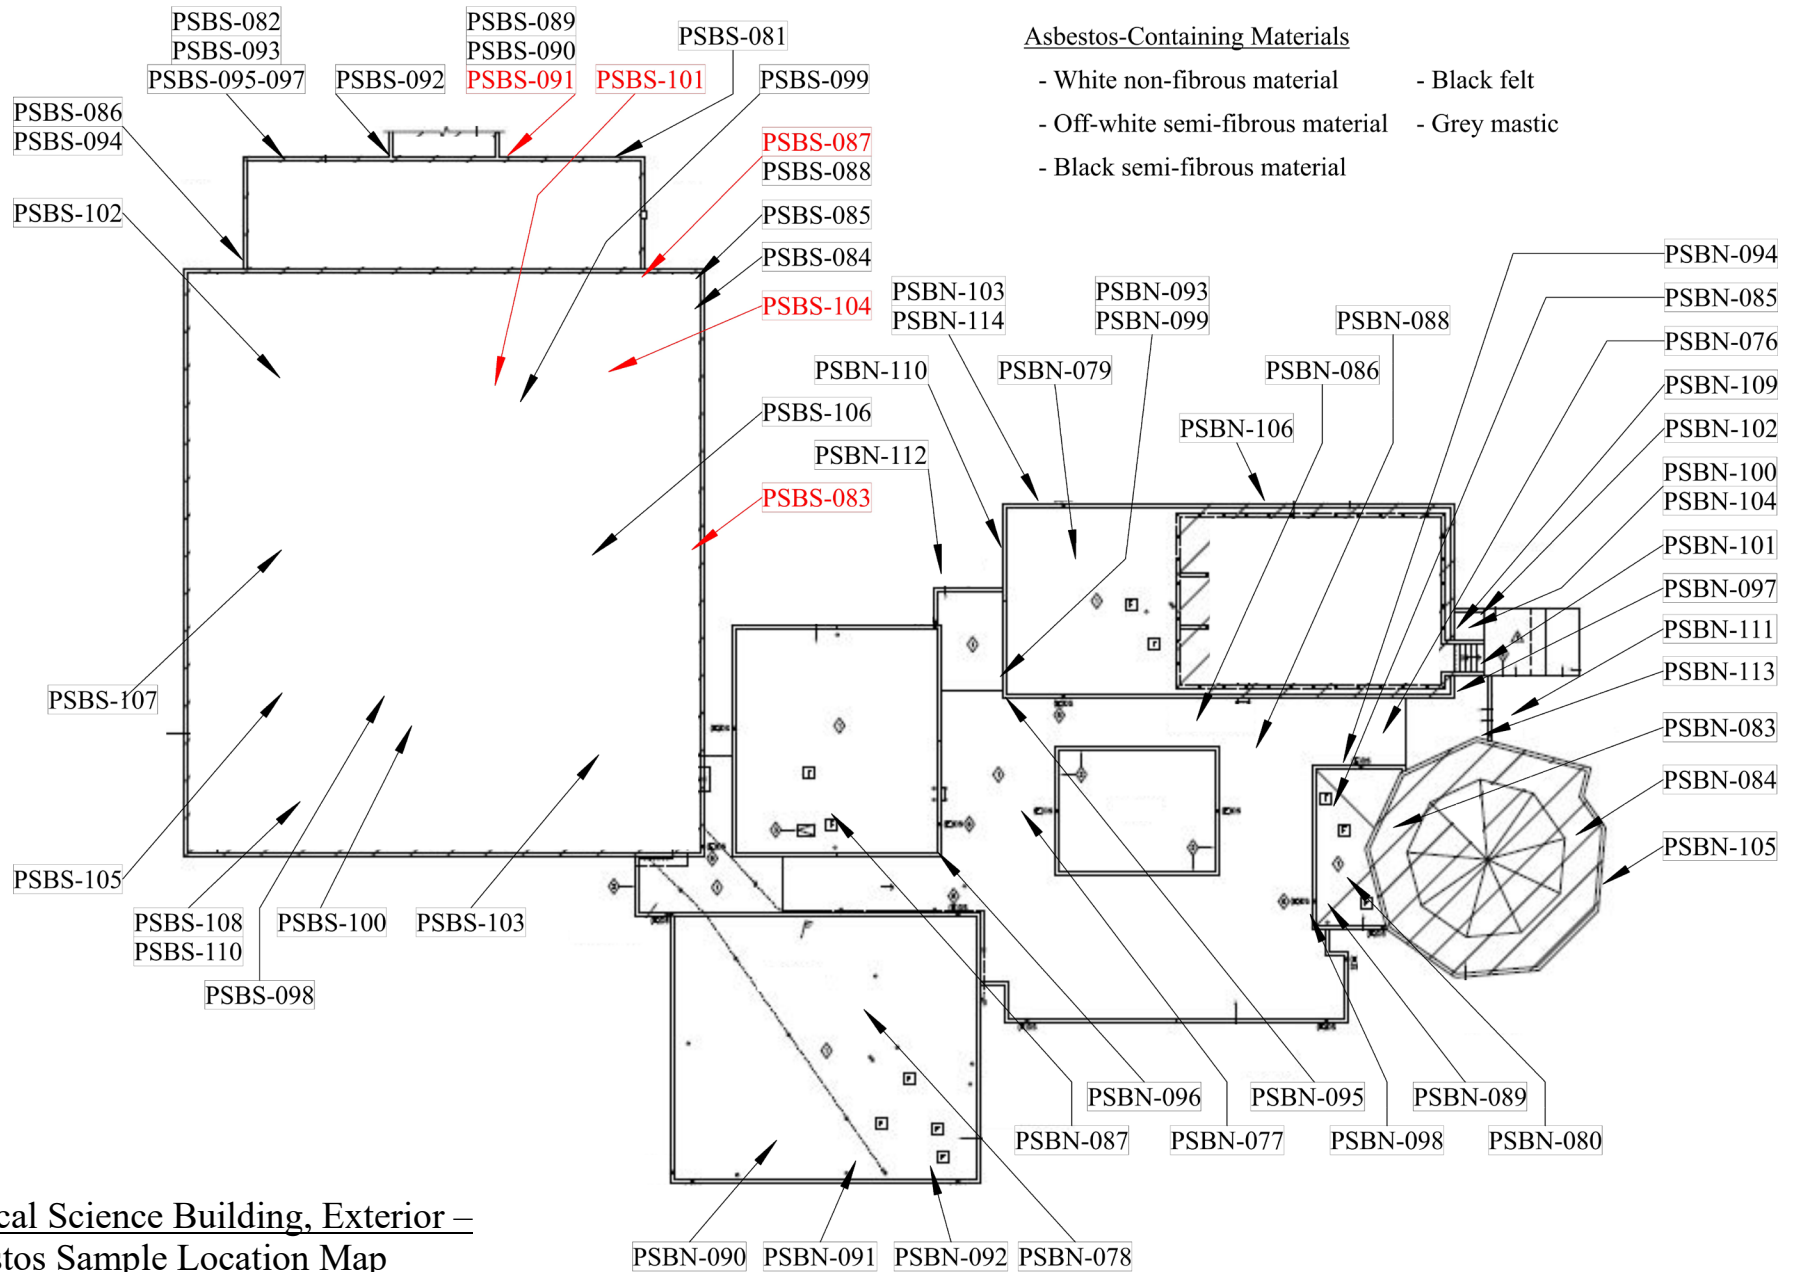 PSBS-082
PSBS-093
PSBS-095-097
PSBS-092
PSBS-089
PSBS-090
PSBS-091
PSBS-101
PSBS-081
PSBS-099
PSBS-086
PSBS-094
PSBS-102
PSBS-087
PSBS-088
PSBS-085
PSBS-084
PSBS-104
PSBS-106
PSBS-083
PSBS-107
PSBS-105
PSBS-108
PSBS-110
PSBS-098
PSBS-100
PSBS-103
Asbestos-Containing Materials
- White non-fibrous material
- Black felt
- Off-white semi-fibrous material
- Grey mastic
- Black semi-fibrous material
PSBN-103
PSBN-114
PSBN-093
PSBN-099
PSBN-110
PSBN-079
PSBN-086
PSBN-088
PSBN-106
PSBN-112
PSBN-094
PSBN-085
PSBN-076
PSBN-109
PSBN-102
PSBN-100
PSBN-104
PSBN-101
PSBN-097
PSBN-111
PSBN-113
PSBN-083
PSBN-084
PSBN-105
PSBN-096
PSBN-095
PSBN-089
PSBN-087
PSBN-077
PSBN-098
PSBN-080
PSBN-090
PSBN-091
PSBN-092
PSBN-078
cal Science Building, Exterior –
stos Sample Location Map